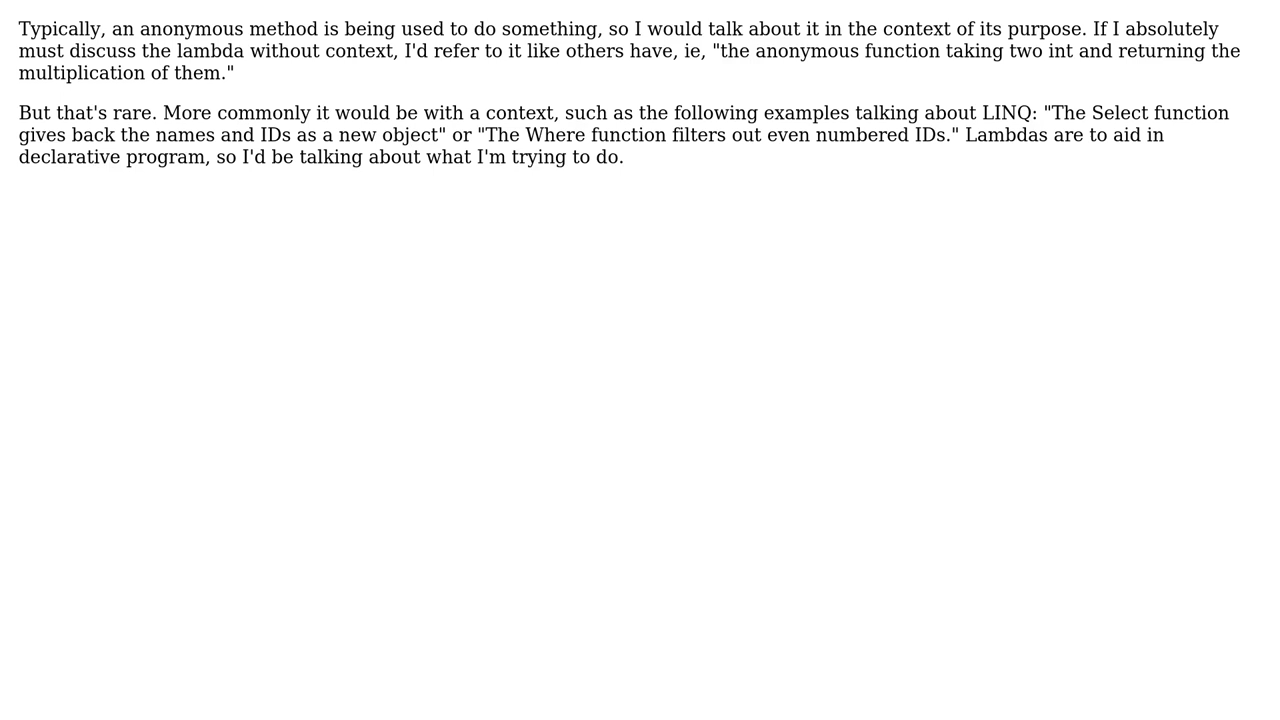 Typically, an anonymous method is being used to do something, so I would talk about it in the context of its purpose. If I absolutely
must discuss the lambda without context, I'd refer to it like others have, ie, "the anonymous function taking two int and returning the
multiplication of them."
But that's rare. More commonly it would be with a context, such as the following examples talking about LINQ: "The Select function
gives back the names and IDs as a new object" or "The Where function filters out even numbered IDs." Lambdas are to aid in
declarative program, so I'd be talking about what I'm trying to do.